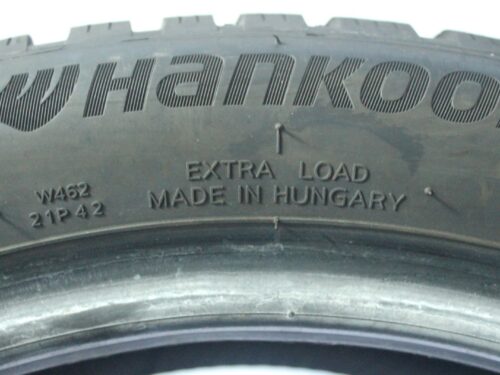 HANKOO
EXTRA LOAD
MADE IN HUNGARY
W462
21P42